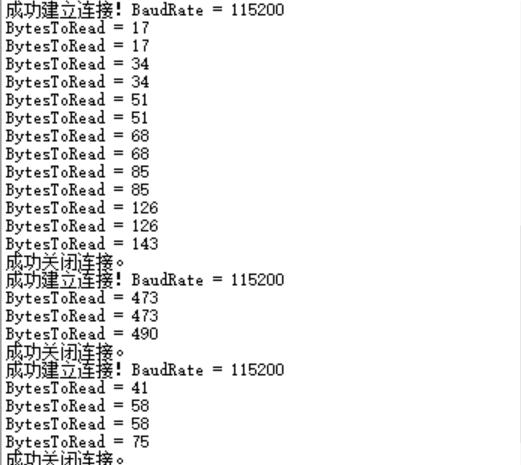 成功建立连接! BaudRate = 115200
BytesToRead = 17
BytesToRead = 17
BytesToRead = 34
BytesToRead = 34
BytesToRead = 51
BytesToRead = 51
BytesToRead = 68
BytesToRead = 68
BytesToRead = 85
BytesToRead = 85
BytesToRead = 126
BytesToRead = 126
BytesToRead = 143
成功关闭连接。
成功建立连接! BaudRate = 115200
BytesToRead = 473
BytesToRead = 473
BytesToRead = 490
成功关闭连接。
成功建立连接! BaudRate = 115200
BytesToRead = 41
BytesToRead = 58
BytesToRead = 58
BytesToRead = 75
成功关闭连接。